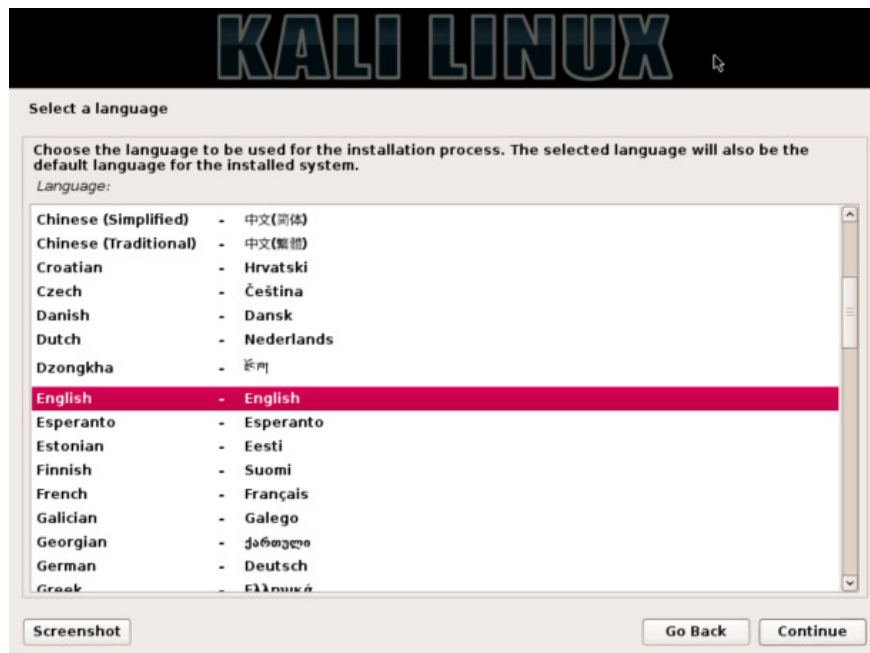 KALI LINUX
Select a language
Choose the language to be used for the installation process. The selected language will also be the
default language for the installed system.
Language:
Chinese (Simplified) - 中文(简体)
Chinese (Traditional) - 中文(繁體)
Croatian - Hrvatski
Czech - Čeština
Danish - Dansk
Dutch - Nederlands
Dzongkha - རྫོང་ཁ།
English - English
Esperanto - Esperanto
Estonian - Eesti
Finnish - Suomi
French - Français
Galician - Galego
Georgian - ქართული
German - Deutsch
Greek - Ελληνικά
Screenshot Go Back Continue